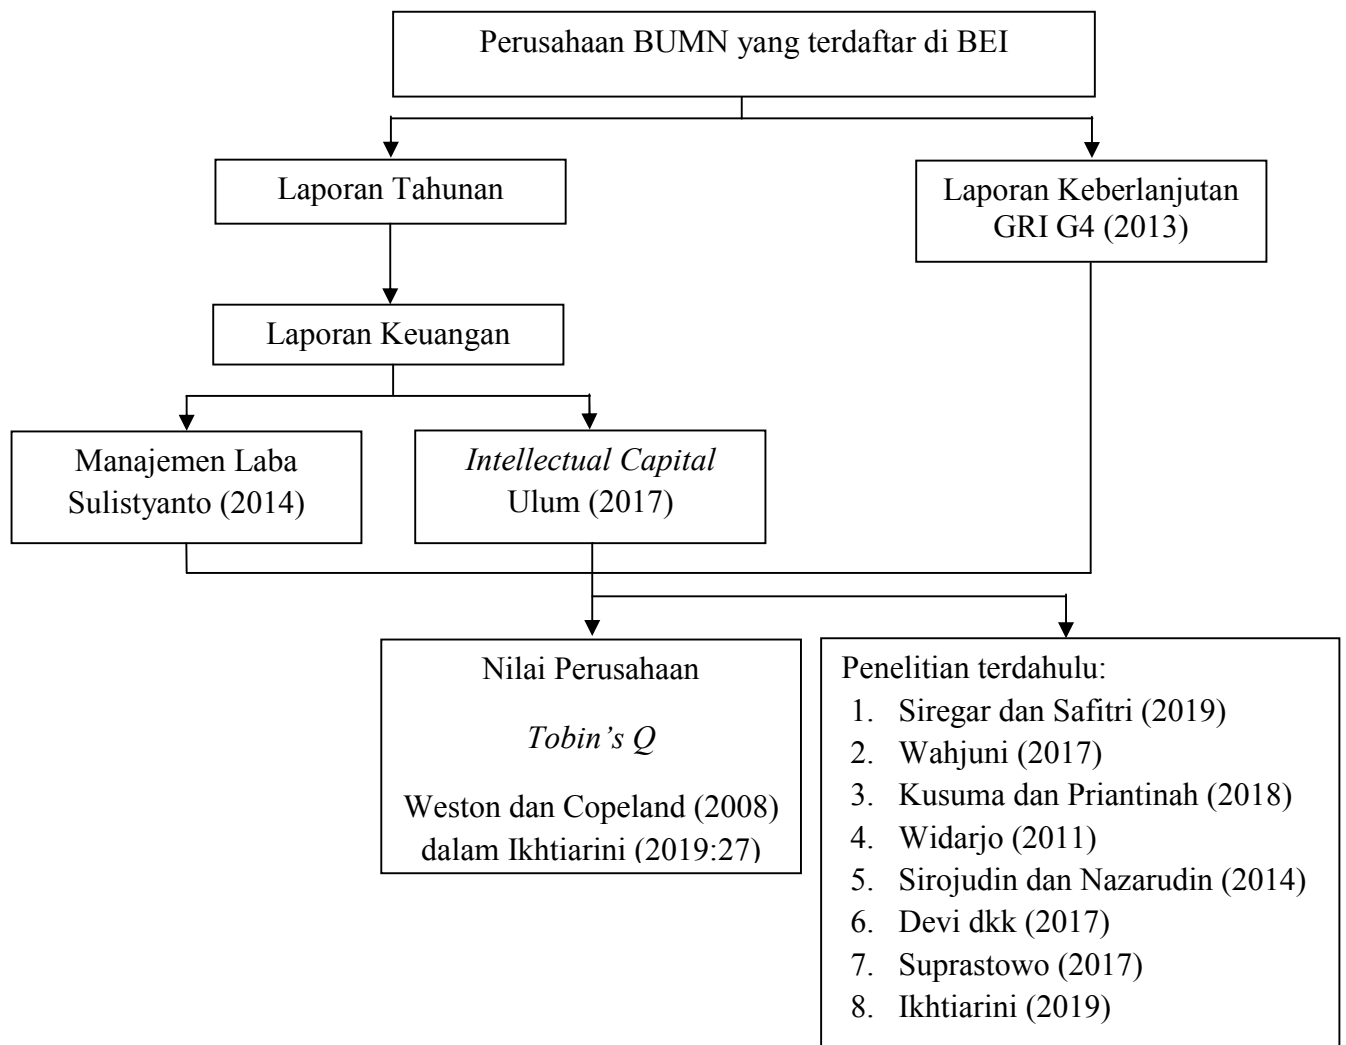 Perusahaan BUMN yang terdaftar di BEI
Laporan Tahunan
Laporan Keberlanjutan
GRI G4 (2013)
Laporan Keuangan
Manajemen Laba
Sulistyanto (2014)
Intellectual Capital
Ulum (2017)
Nilai Perusahaan
Tobin’s Q
Weston dan Copeland (2008)
dalam Ikhtiarini (2019:27)
Penelitian terdahulu:
1. Siregar dan Safitri (2019)
2. Wahjuni (2017)
3. Kusuma dan Priantinah (2018)
4. Widarjo (2011)
5. Sirojudin dan Nazarudin (2014)
6. Devi dkk (2017)
7. Suprastowo (2017)
8. Ikhtiarini (2019)